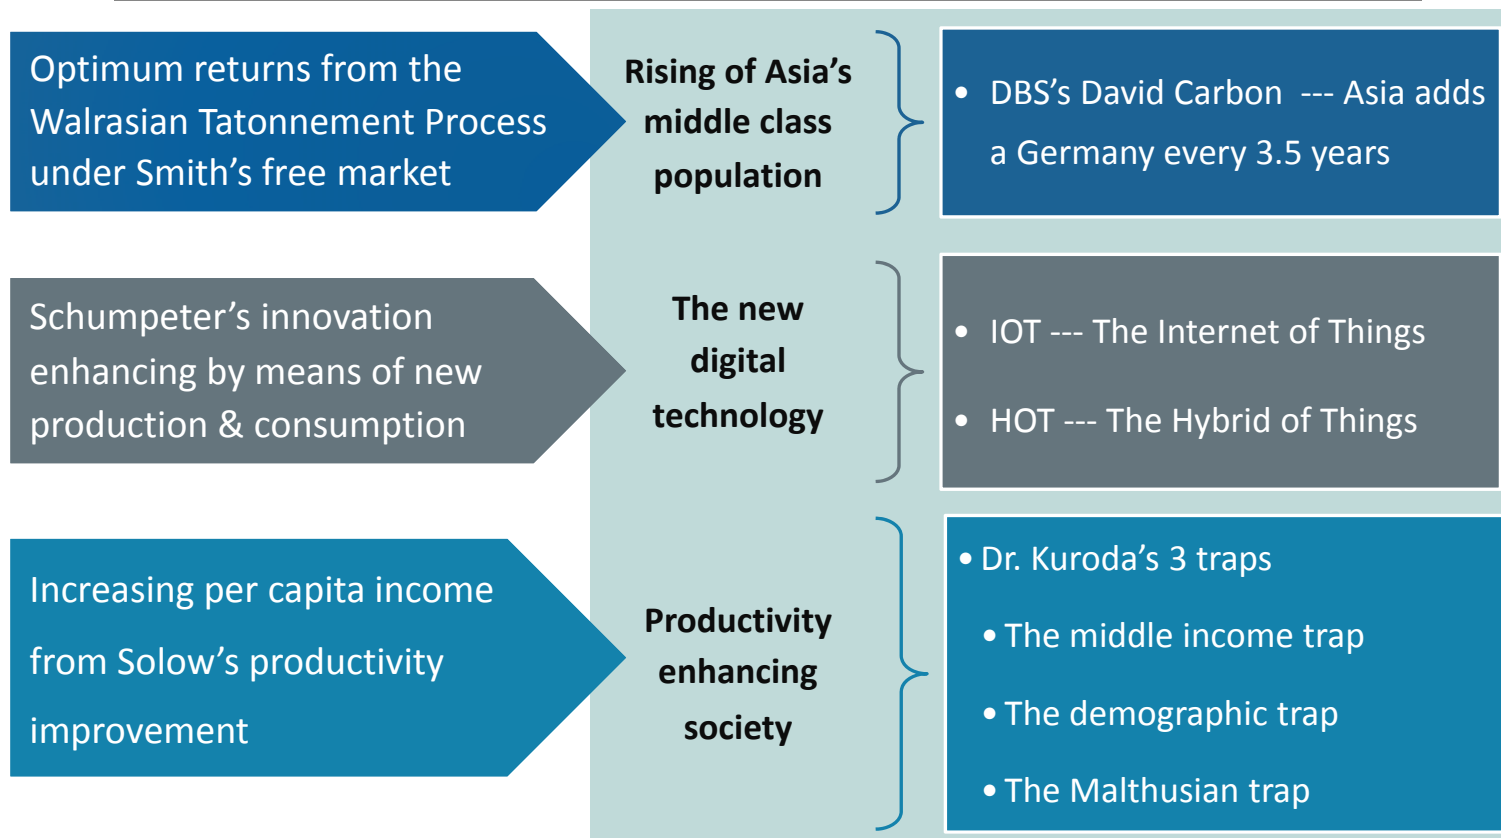 Optimum returns from the
Walrasian Tatonnement Process
under Smith’s free market
Rising of Asia’s
middle class
population
• DBS’s David Carbon --- Asia adds
a Germany every 3.5 years
Schumpeter’s innovation
enhancing by means of new
production & consumption
The new
digital
technology
• IOT --- The Internet of Things
• HOT --- The Hybrid of Things
Increasing per capita income
from Solow’s productivity
improvement
Productivity
enhancing
society
• Dr. Kuroda’s 3 traps
• The middle income trap
• The demographic trap
• The Malthusian trap